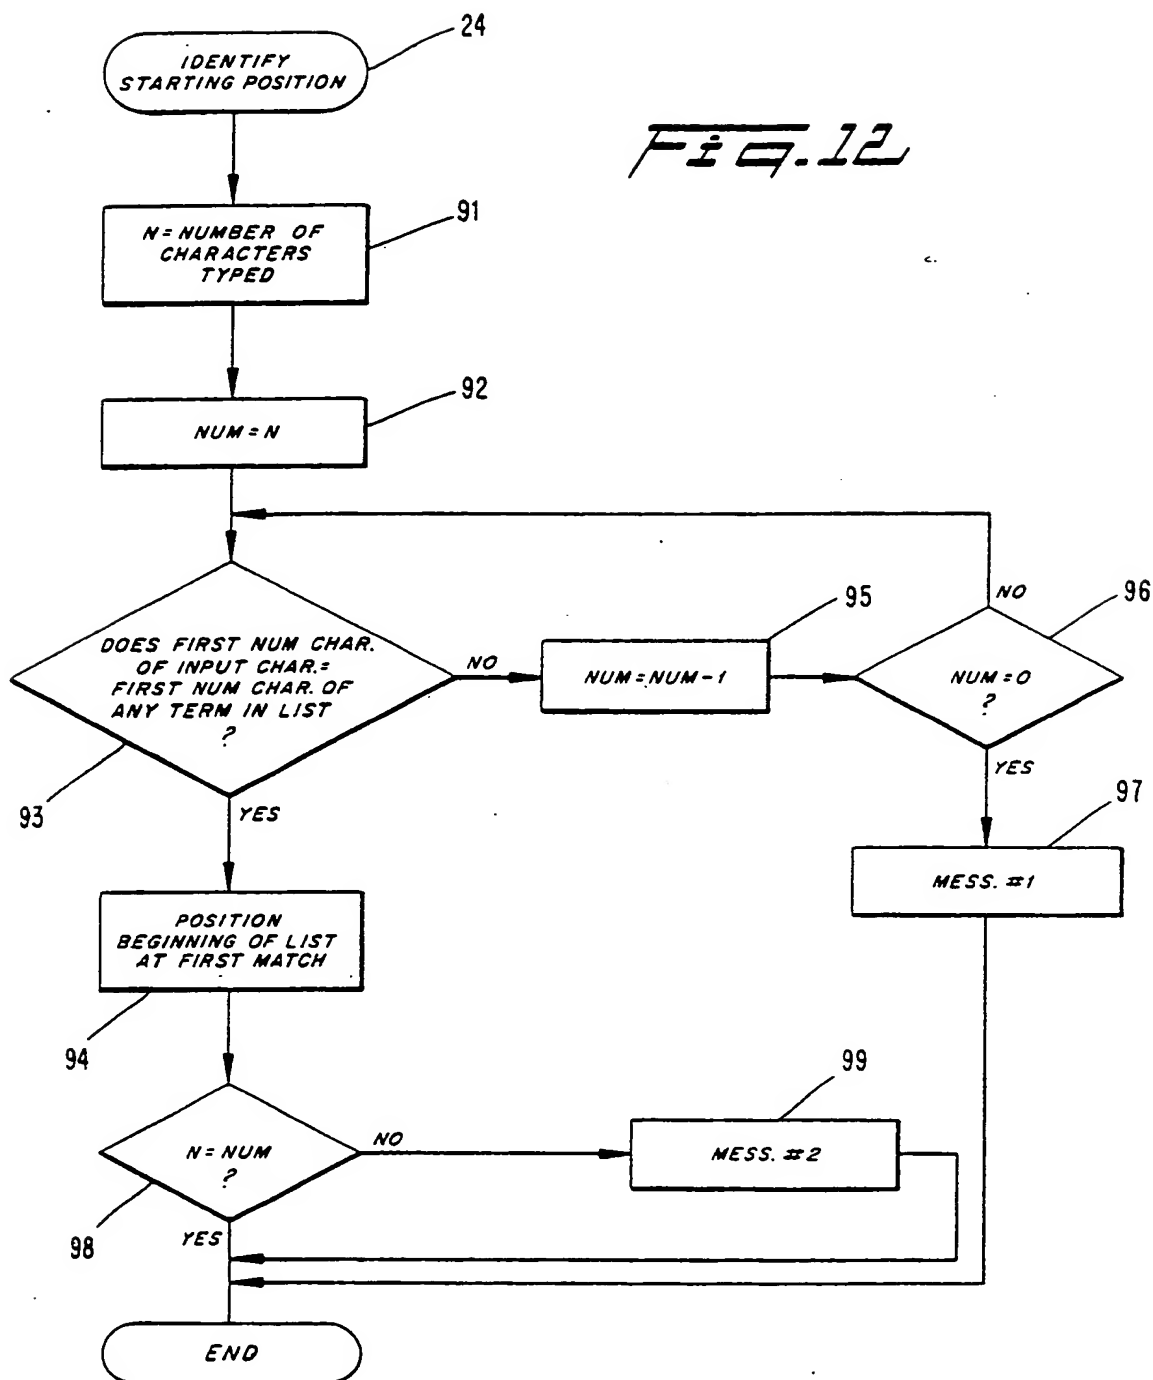 24
IDENTIFY
STARTING POSITION
Fig. 12
91
N = NUMBER OF
CHARACTERS
TYPED
92
NUM = N
DOES FIRST NUM CHAR.
OF INPUT CHAR. =
FIRST NUM CHAR. OF
ANY TERM IN LIST
?
93
NO
95
NUM = NUM - 1
NO
96
NUM = 0
?
YES
97
MESS. #1
YES
POSITION
BEGINNING OF LIST
AT FIRST MATCH
94
N = NUM
?
98
NO
99
MESS. #2
YES
END